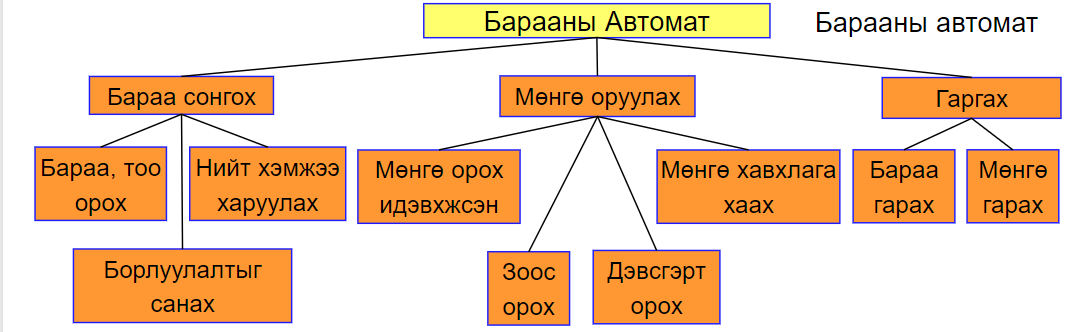 Барааны Автомат
Барааны автомат
Бараа сонгох
Мөнгө оруулах
Гаргах
Бараа, тоо
орох
Нийт хэмжээ
харуулах
Мөнгө орох
идэвхжсэн
Мөнгө хавхлага
хаах
Бараа
гарах
Мөнгө
гарах
Борлуулалтыг
санах
Зоос
орох
Дэвсгэрт
орох